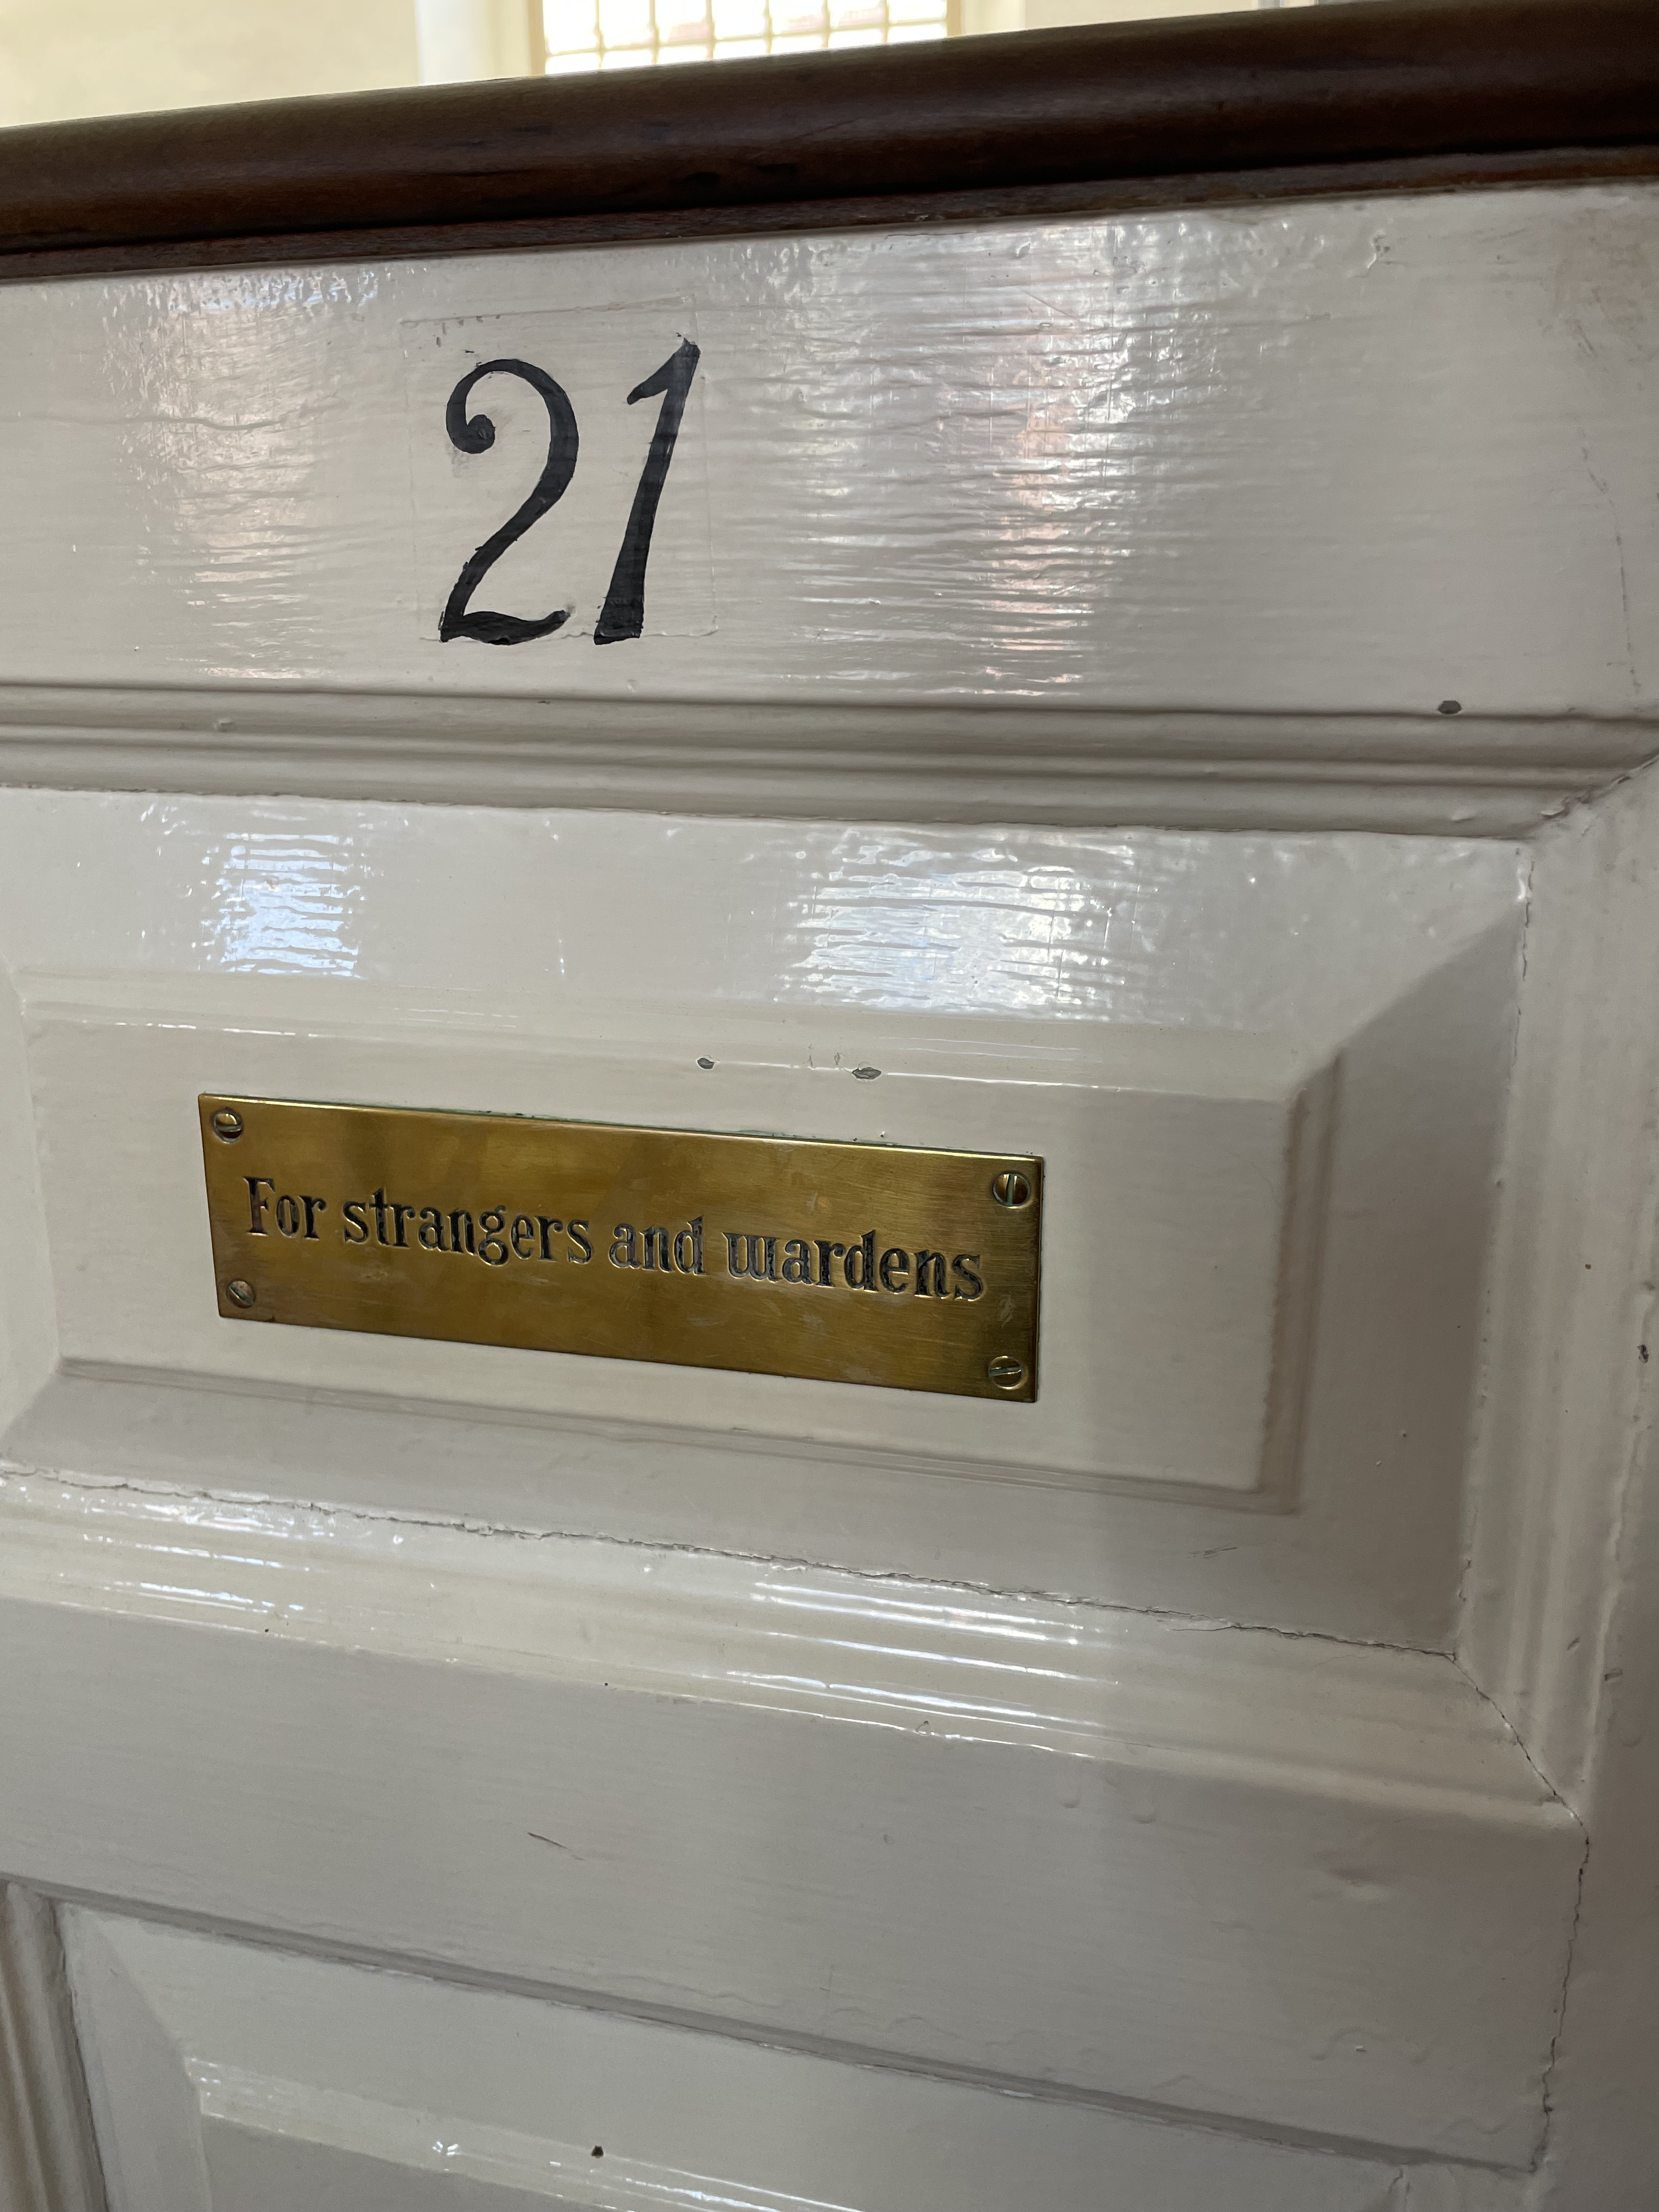 21
For strangers and wardens